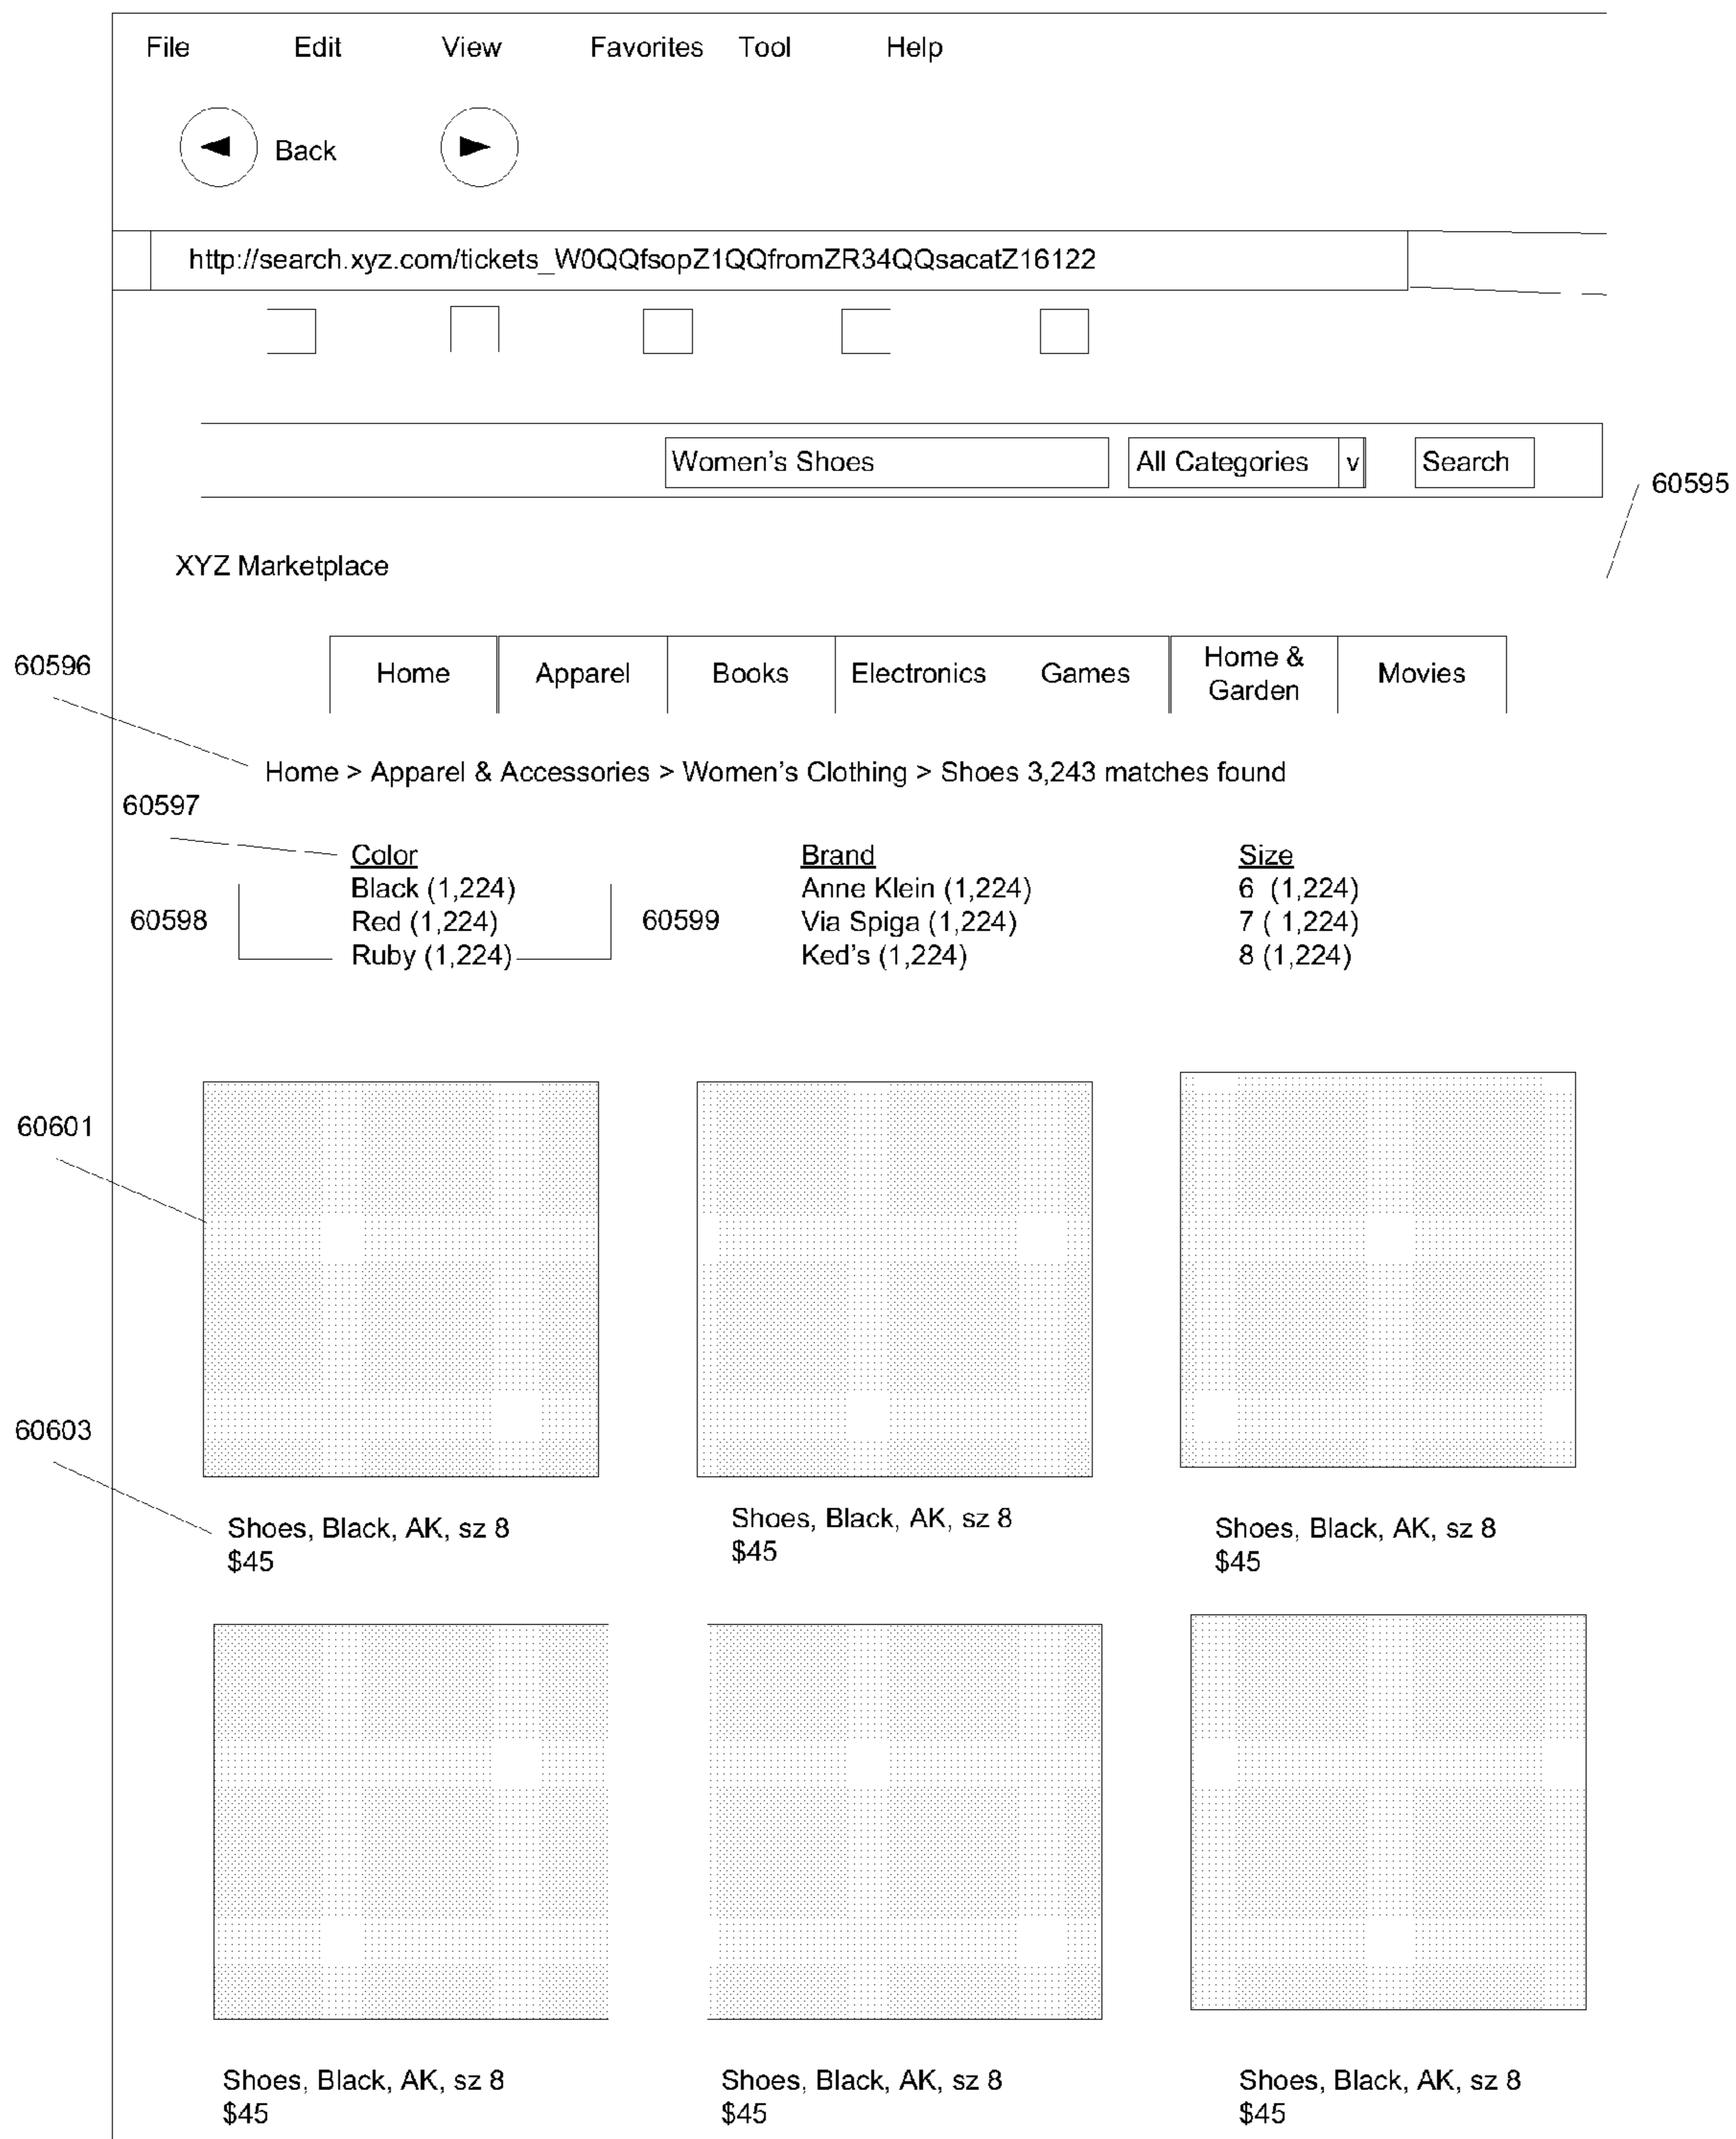 File Edit View Favorites Tool Help
Back
http://search.xyz.com/tickets_W0QQfsopZ1QQfromZR34QQsacatZ16122
Women's Shoes All Categories v Search
60595
XYZ Marketplace
60596
Home Apparel Books Electronics Games Home & Garden Movies
Home > Apparel & Accessories > Women's Clothing > Shoes 3,243 matches found
60597
Color Brand Size
Black (1,224) Anne Klein (1,224) 6 (1,224)
60598 Red (1,224) 60599 Via Spiga (1,224) 7 ( 1,224)
Ruby (1,224) Ked's (1,224) 8 (1,224)
60601
60603
Shoes, Black, AK, sz 8 Shoes, Black, AK, sz 8 Shoes, Black, AK, sz 8
$45 $45 $45
Shoes, Black, AK, sz 8 Shoes, Black, AK, sz 8 Shoes, Black, AK, sz 8
$45 $45 $45